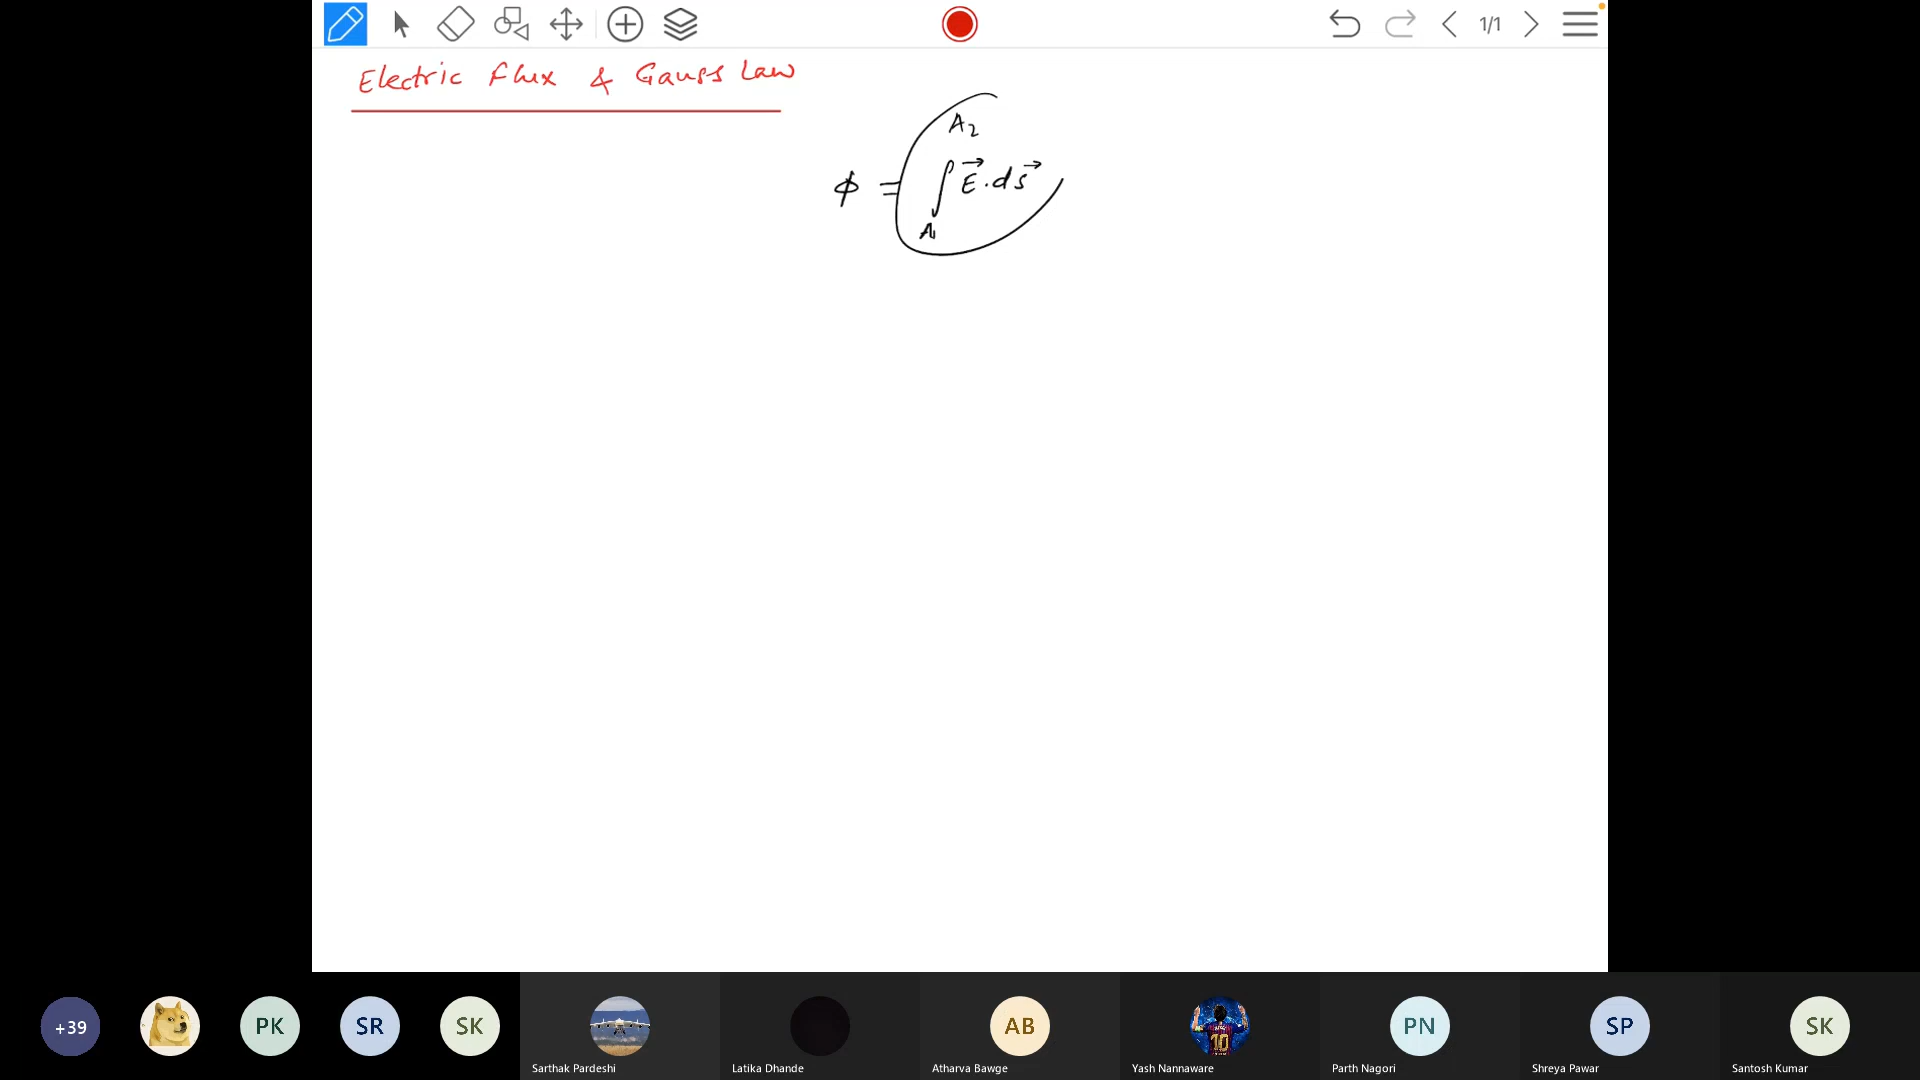 1/1
Electric Flux & Gauss Law
A2
ϕ = ∫ E⃗ . ds⃗
A1
+39
PK
SR
SK
AB
10
PN
SP
SK
Sarthak Pardeshi
Latika Dhande
Atharva Bawge
Yash Nannaware
Parth Nagori
Shreya Pawar
Santosh Kumar